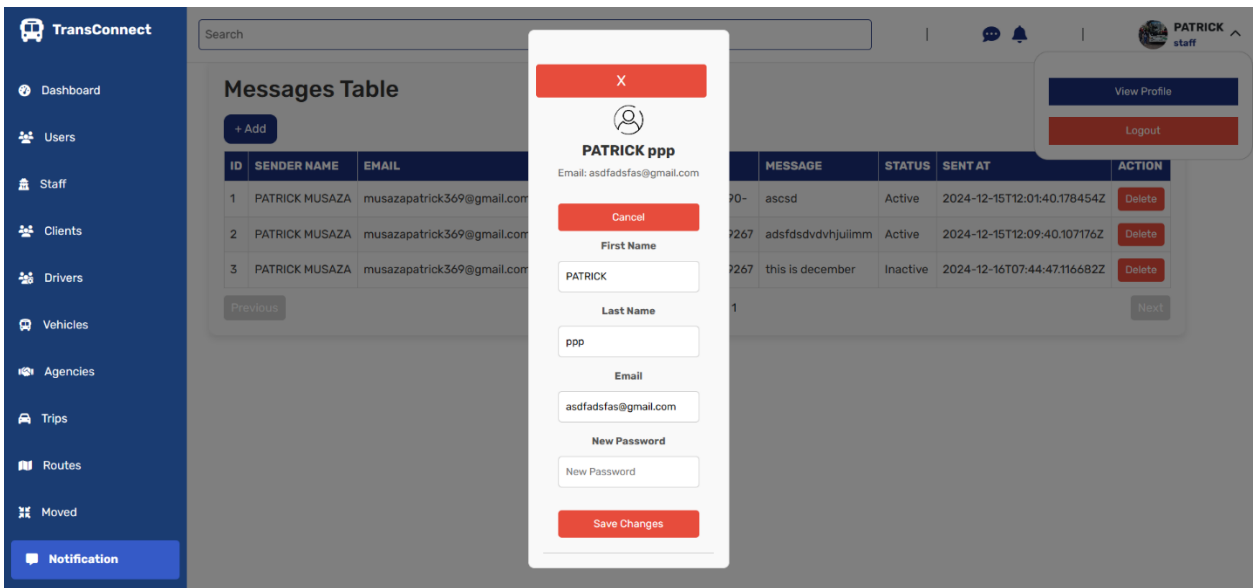 TransConnect
Search
PATRICK
staff
Dashboard
Users
Staff
Clients
Drivers
Vehicles
Agencies
Trips
Routes
Moved
Notification
View Profile
Logout
Messages Table
+ Add
ID SENDER NAME EMAIL MESSAGE STATUS SENT AT ACTION
1 PATRICK MUSAZA musazapatrick369@gmail.com 90- ascsd Active 2024-12-15T12:01:40.178454Z Delete
2 PATRICK MUSAZA musazapatrick369@gmail.com 9267 adsfdsdvdvhjuiimm Active 2024-12-15T12:09:40.107176Z Delete
3 PATRICK MUSAZA musazapatrick369@gmail.com 9267 this is december Inactive 2024-12-16T07:44:47.116682Z Delete
Previous 1 Next
X
PATRICK ppp
Email: asdfadsfas@gmail.com
Cancel
First Name
PATRICK
Last Name
ppp
Email
asdfadsfas@gmail.com
New Password
New Password
Save Changes